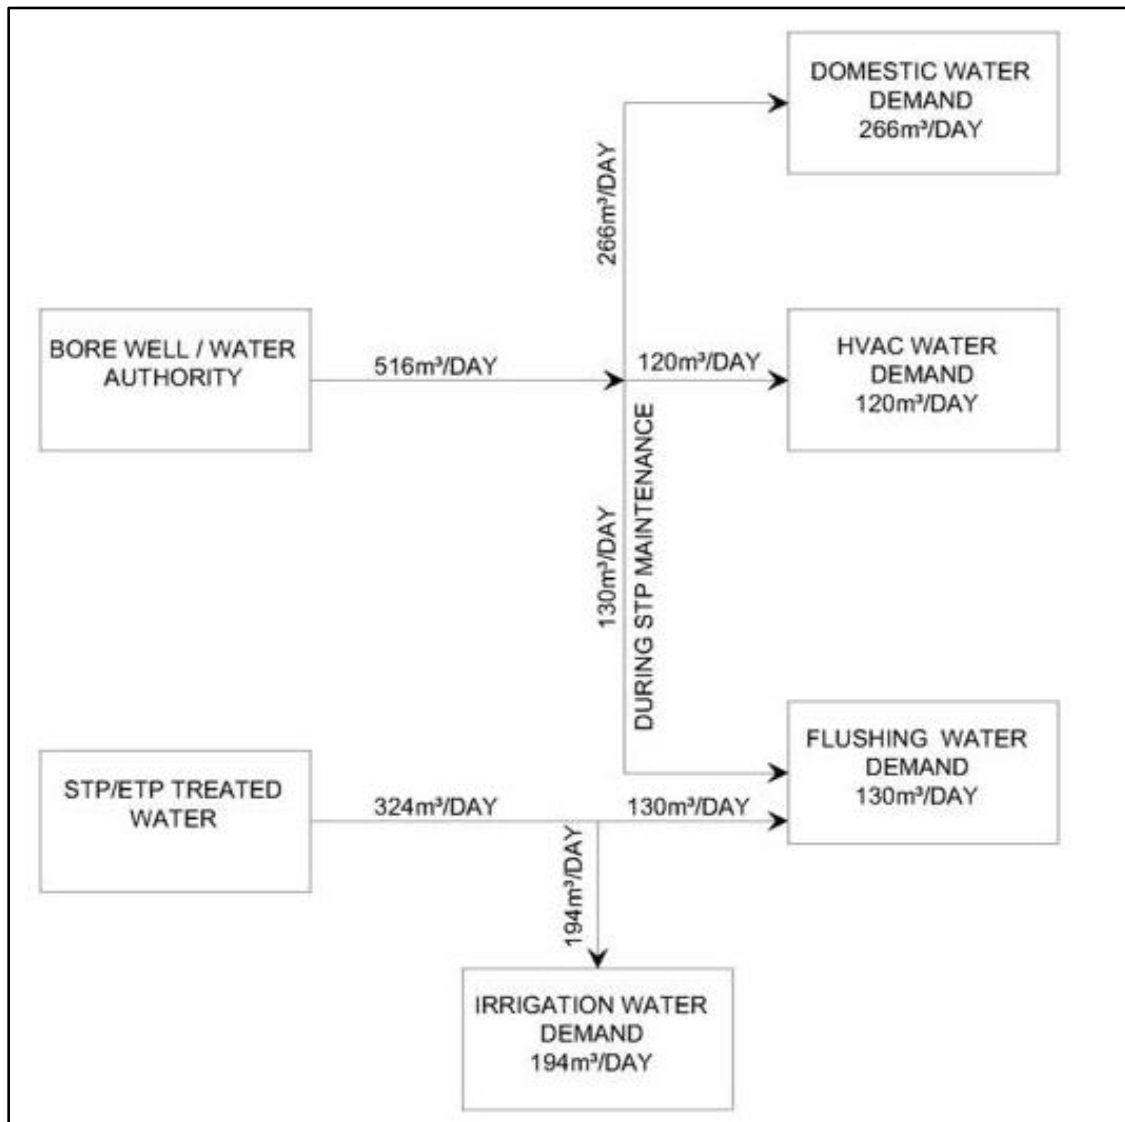 DOMESTIC WATER
DEMAND
266m³/DAY
266m³/DAY
BORE WELL / WATER
AUTHORITY
516m³/DAY
120m³/DAY
HVAC WATER
DEMAND
120m³/DAY
130m³/DAY
DURING STP MAINTENANCE
STP/ETP TREATED
WATER
324m³/DAY
130m³/DAY
FLUSHING WATER
DEMAND
130m³/DAY
194m³/DAY
IRRIGATION WATER
DEMAND
194m³/DAY